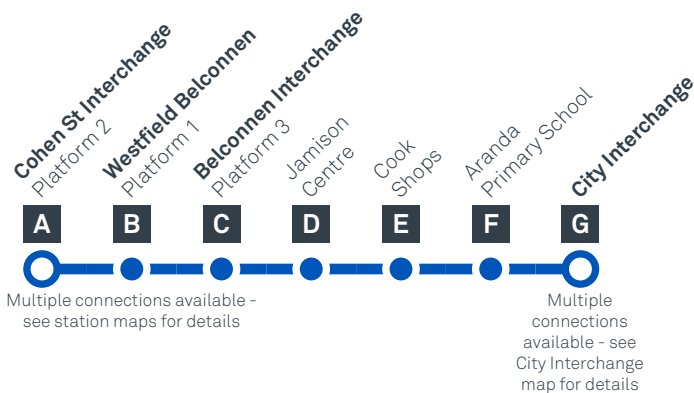 Cohen St Interchange
Platform 2
Westfield Belconnen
Platform 1
Belconnen Interchange
Platform 3
Jamison
Centre
Cook
Shops
Aranda
Primary School
City Interchange
A
B
C
D
E
F
G
Multiple connections available -
see station maps for details
Multiple
connections
available - see
City Interchange
map for details